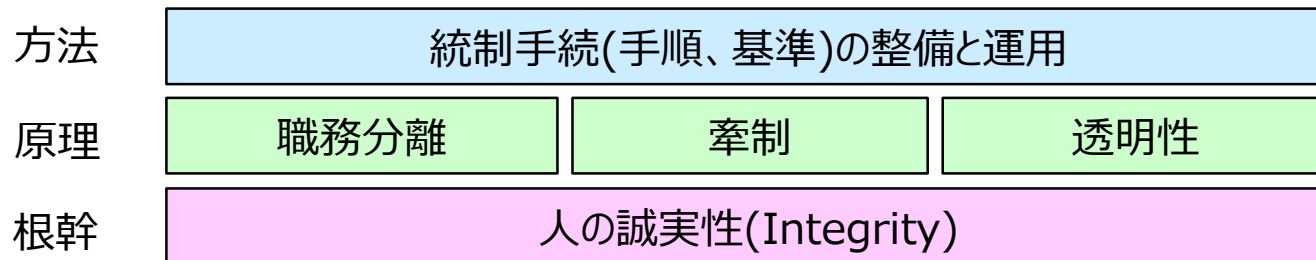 方法 統制手続(手順、基準)の整備と運用
原理 職務分離 牽制 透明性
根幹 人の誠実性(Integrity)